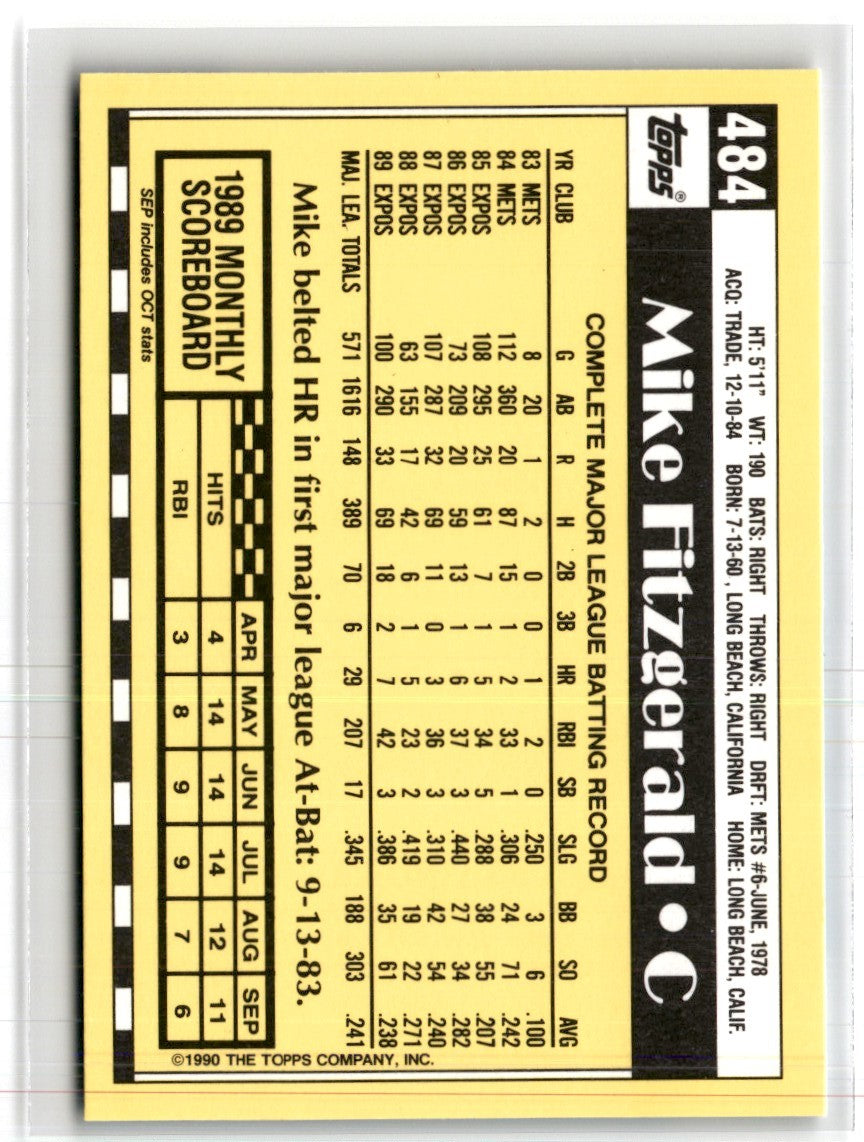 484
HT: 5'11" WT: 190 BATS: RIGHT THROWS: RIGHT DRFT: METS #6-JUNE, 1978
ACQ: TRADE, 12-10-84 BORN: 7-13-60, LONG BEACH, CALIFORNIA HOME: LONG BEACH, CALIF.
topps®
Mike Fitzgerald • C
COMPLETE MAJOR LEAGUE BATTING RECORD
YR CLUB G AB R H 2B 3B HR RBI SB SLG BB SO AVG
83 METS 8 20 1 2 0 0 1 2 0 .250 3 6 .100
84 METS 112 360 20 87 15 1 2 33 1 .306 24 71 .242
85 EXPOS 108 295 25 61 7 1 5 34 5 .288 38 55 .207
86 EXPOS 73 209 20 59 13 1 6 37 3 .440 27 34 .282
87 EXPOS 107 287 32 69 11 0 3 36 3 .310 42 54 .240
88 EXPOS 63 155 17 42 6 1 5 23 2 .419 19 22 .271
89 EXPOS 100 290 33 69 18 2 7 42 3 .386 35 61 .238
MAJ. LEA. TOTALS 571 1616 148 389 70 6 29 207 17 .345 188 303 .241
Mike belted HR in first major league At-Bat: 9-13-83.
1989 MONTHLY
SCOREBOARD
APR MAY JUN JUL AUG SEP
HITS 4 14 14 14 12 11
RBI 3 8 9 9 7 6
SEP includes OCT stats
©1990 THE TOPPS COMPANY, INC.